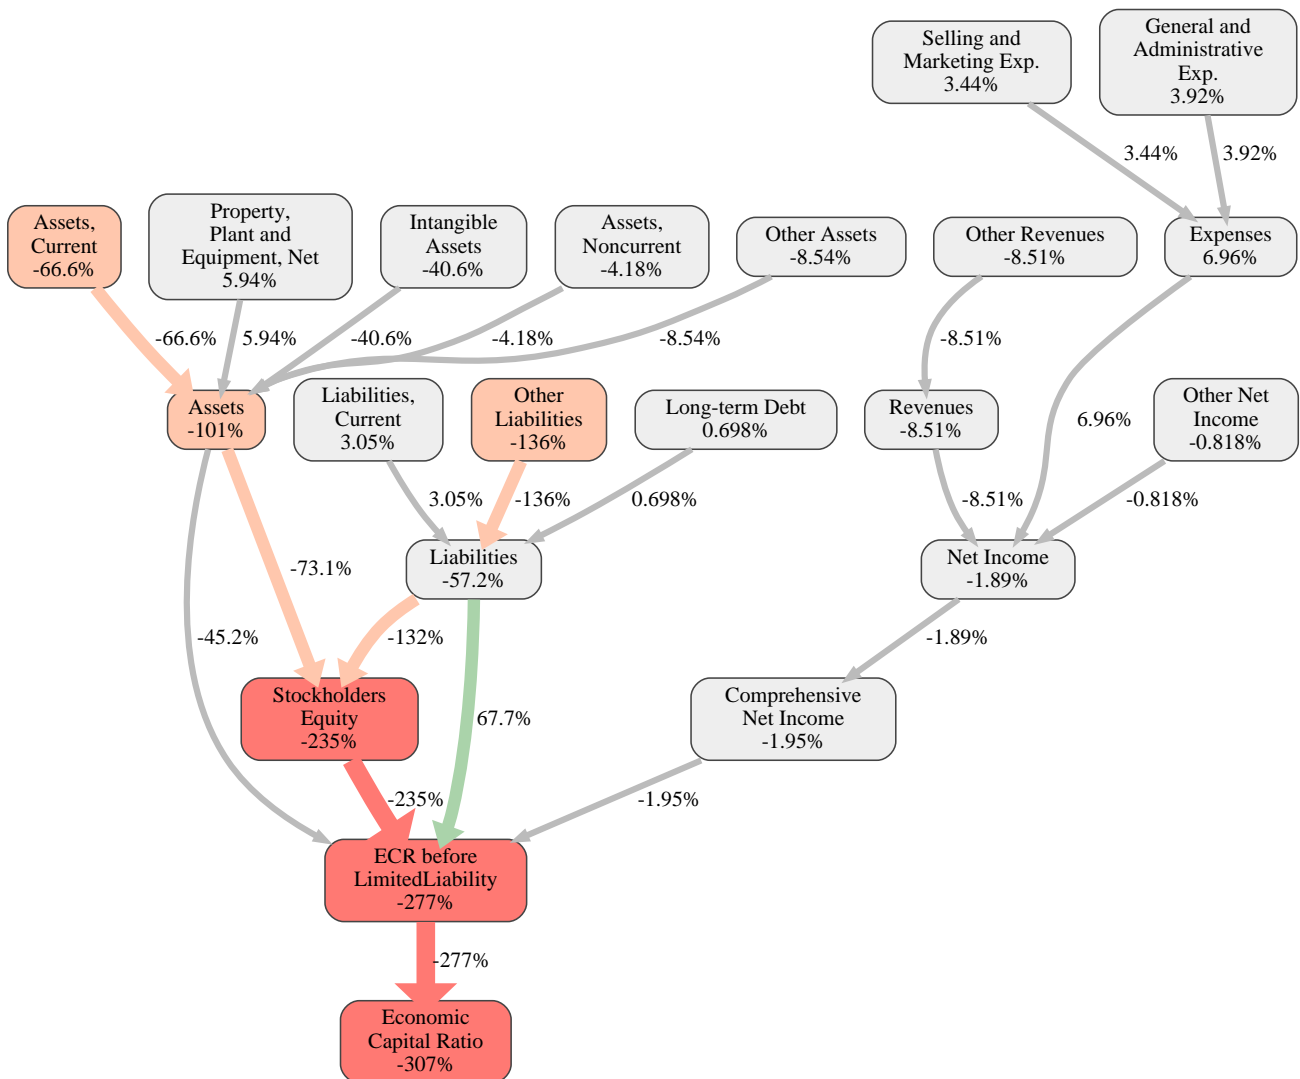 Selling and
Marketing Exp.
3.44%
General and
Administrative
Exp.
3.92%
3.44%
3.92%
Assets,
Current
-66.6%
Property,
Plant and
Equipment, Net
5.94%
Intangible
Assets
-40.6%
Assets,
Noncurrent
-4.18%
Other Assets
-8.54%
Other Revenues
-8.51%
Expenses
6.96%
-66.6%
5.94%
-40.6%
-4.18%
-8.54%
-8.51%
6.96%
Assets
-101%
Liabilities,
Current
3.05%
Other
Liabilities
-136%
Long-term Debt
0.698%
Revenues
-8.51%
Other Net
Income
-0.818%
3.05%
-136%
0.698%
-8.51%
-0.818%
-73.1%
Liabilities
-57.2%
Net Income
-1.89%
-45.2%
-132%
-1.89%
Stockholders
Equity
-235%
67.7%
Comprehensive
Net Income
-1.95%
-235%
-1.95%
ECR before
LimitedLiability
-277%
-277%
Economic
Capital Ratio
-307%